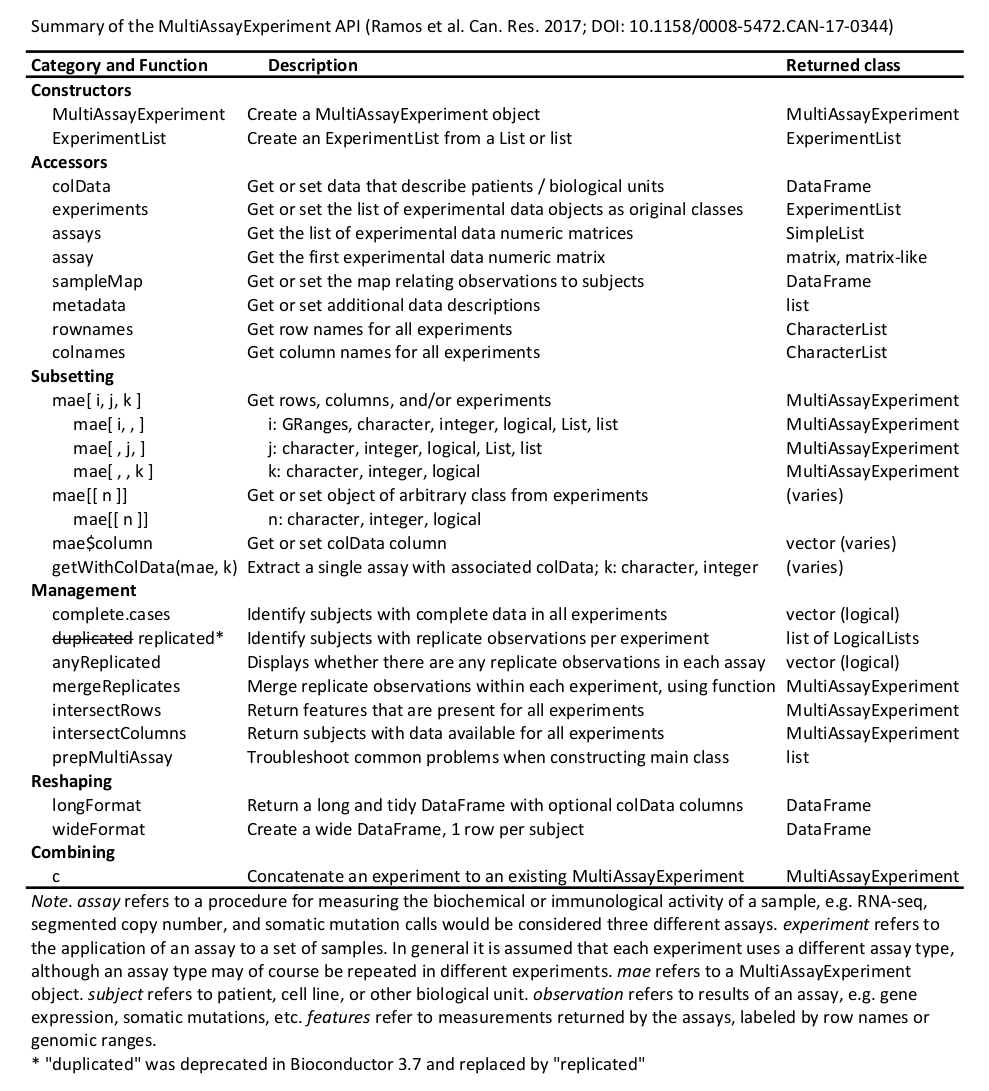 Summary of the MultiAssayExperiment API (Ramos et al. Can. Res. 2017; DOI: 10.1158/0008-5472.CAN-17-0344)
Category and Function Description Returned class
Constructors
MultiAssayExperiment Create a MultiAssayExperiment object MultiAssayExperiment
ExperimentList Create an ExperimentList from a List or list ExperimentList
Accessors
colData Get or set data that describe patients / biological units DataFrame
experiments Get or set the list of experimental data objects as original classes ExperimentList
assays Get the list of experimental data numeric matrices SimpleList
assay Get the first experimental data numeric matrix matrix, matrix-like
sampleMap Get or set the map relating observations to subjects DataFrame
metadata Get or set additional data descriptions list
rownames Get row names for all experiments CharacterList
colnames Get column names for all experiments CharacterList
Subsetting
mae[ i, j, k ] Get rows, columns, and/or experiments MultiAssayExperiment
mae[ i, , ] i: GRanges, character, integer, logical, List, list MultiAssayExperiment
mae[ , j, ] j: character, integer, logical, List, list MultiAssayExperiment
mae[ , , k ] k: character, integer, logical MultiAssayExperiment
mae[[ n ]] Get or set object of arbitrary class from experiments (varies)
mae[[ n ]] n: character, integer, logical
mae$column Get or set colData column vector (varies)
getWithColData(mae, k) Extract a single assay with associated colData; k: character, integer (varies)
Management
complete.cases Identify subjects with complete data in all experiments vector (logical)
duplicated replicated* Identify subjects with replicate observations per experiment list of LogicalLists
anyReplicated Displays whether there are any replicate observations in each assay vector (logical)
mergeReplicates Merge replicate observations within each experiment, using function MultiAssayExperiment
intersectRows Return features that are present for all experiments MultiAssayExperiment
intersectColumns Return subjects with data available for all experiments MultiAssayExperiment
prepMultiAssay Troubleshoot common problems when constructing main class list
Reshaping
longFormat Return a long and tidy DataFrame with optional colData columns DataFrame
wideFormat Create a wide DataFrame, 1 row per subject DataFrame
Combining
c Concatenate an experiment to an existing MultiAssayExperiment MultiAssayExperiment
Note. assay refers to a procedure for measuring the biochemical or immunological activity of a sample, e.g. RNA-seq,
segmented copy number, and somatic mutation calls would be considered three different assays. experiment refers to
the application of an assay to a set of samples. In general it is assumed that each experiment uses a different assay type,
although an assay type may of course be repeated in different experiments. mae refers to a MultiAssayExperiment
object. subject refers to patient, cell line, or other biological unit. observation refers to results of an assay, e.g. gene
expression, somatic mutations, etc. features refer to measurements returned by the assays, labeled by row names or
genomic ranges.
* "duplicated" was deprecated in Bioconductor 3.7 and replaced by "replicated"